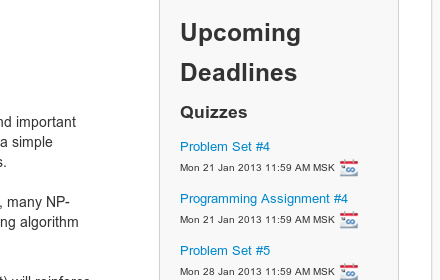 Upcoming
Deadlines
Quizzes
Problem Set #4
Mon 21 Jan 2013 11:59 AM MSK
Programming Assignment #4
Mon 21 Jan 2013 11:59 AM MSK
Problem Set #5
Mon 28 Jan 2013 11:59 AM MSK
nd important
a simple
s.
, many NP-
ng algorithm